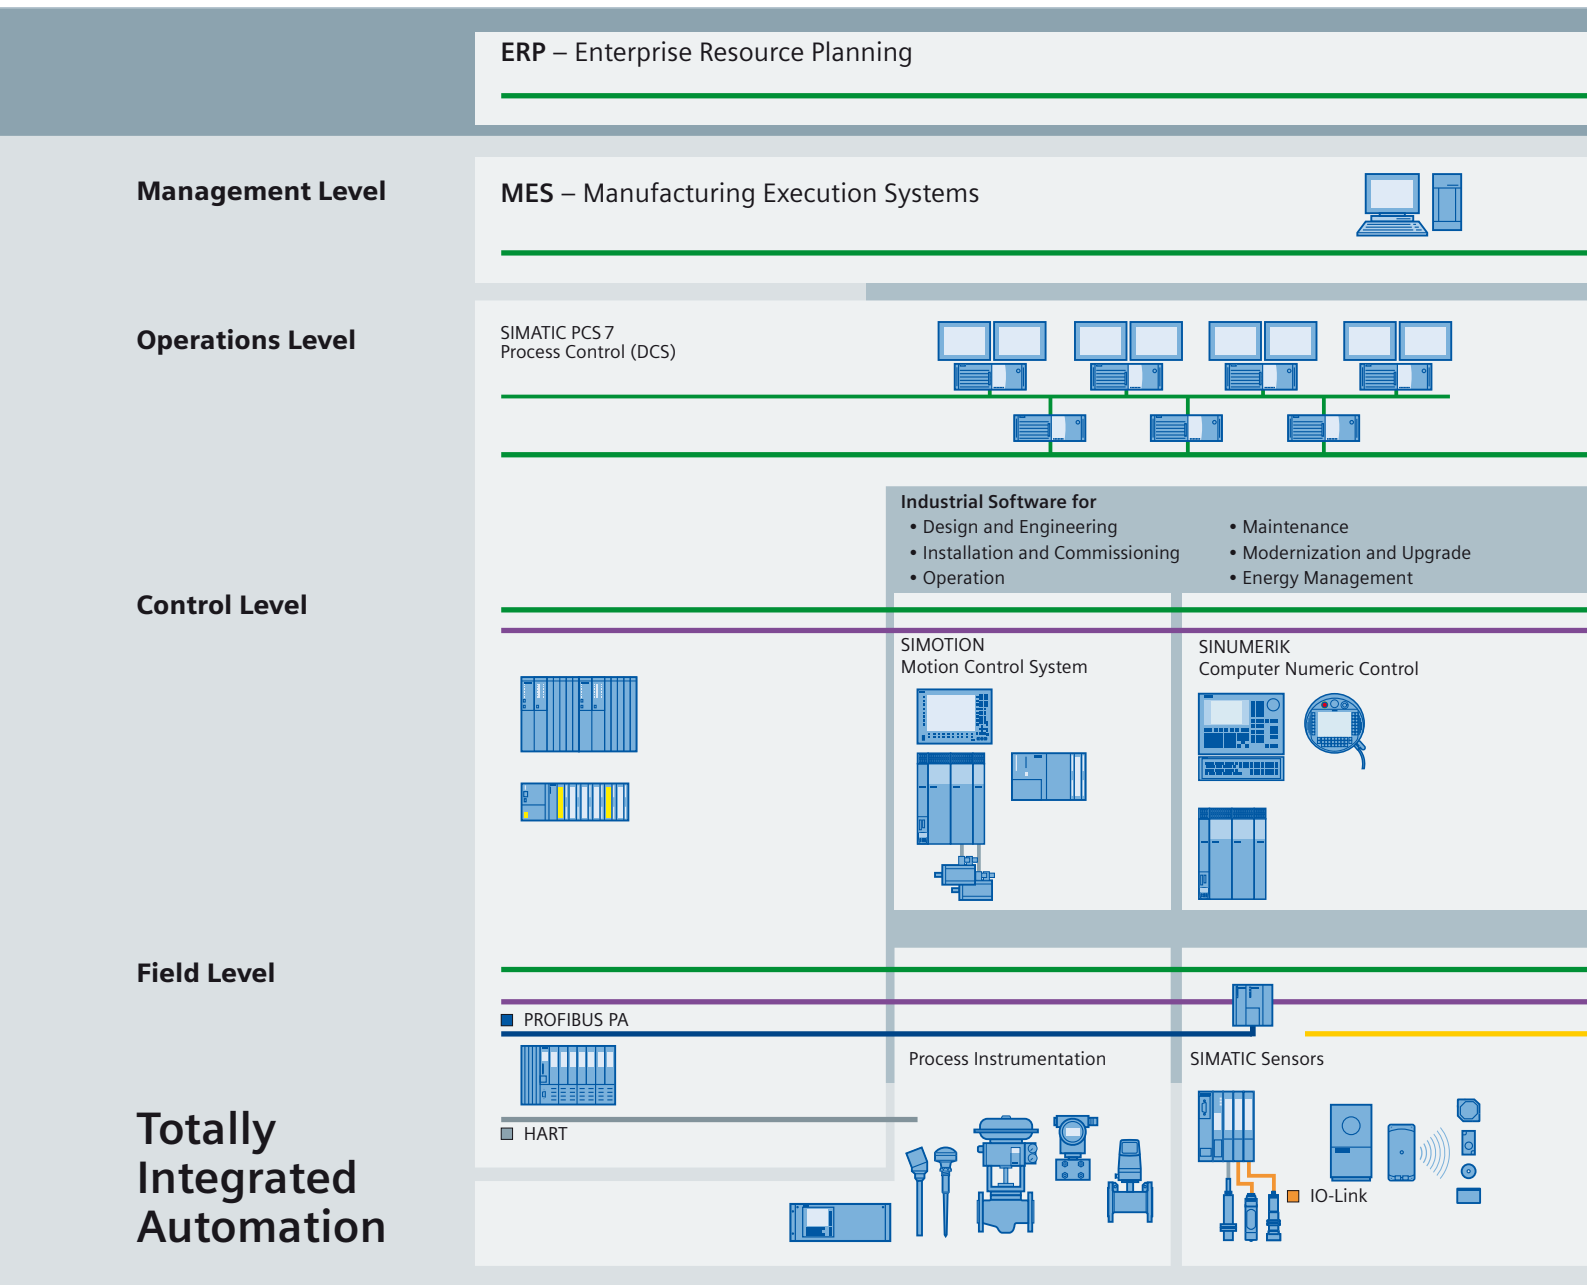 ERP – Enterprise Resource Planning
Management Level
MES – Manufacturing Execution Systems
Operations Level
SIMATIC PCS 7
Process Control (DCS)
Industrial Software for
• Design and Engineering
• Installation and Commissioning
• Operation
• Maintenance
• Modernization and Upgrade
• Energy Management
Control Level
SIMOTION
Motion Control System
SINUMERIK
Computer Numeric Control
Field Level
PROFIBUS PA
Process Instrumentation
SIMATIC Sensors
HART
IO-Link
Totally
Integrated
Automation